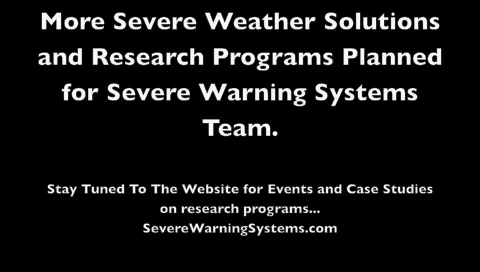 More Severe Weather Solutions
and Research Programs Planned
for Severe Warning Systems
Team.
Stay Tuned To The Website for Events and Case Studies
on research programs...
SevereWarningSystems.com